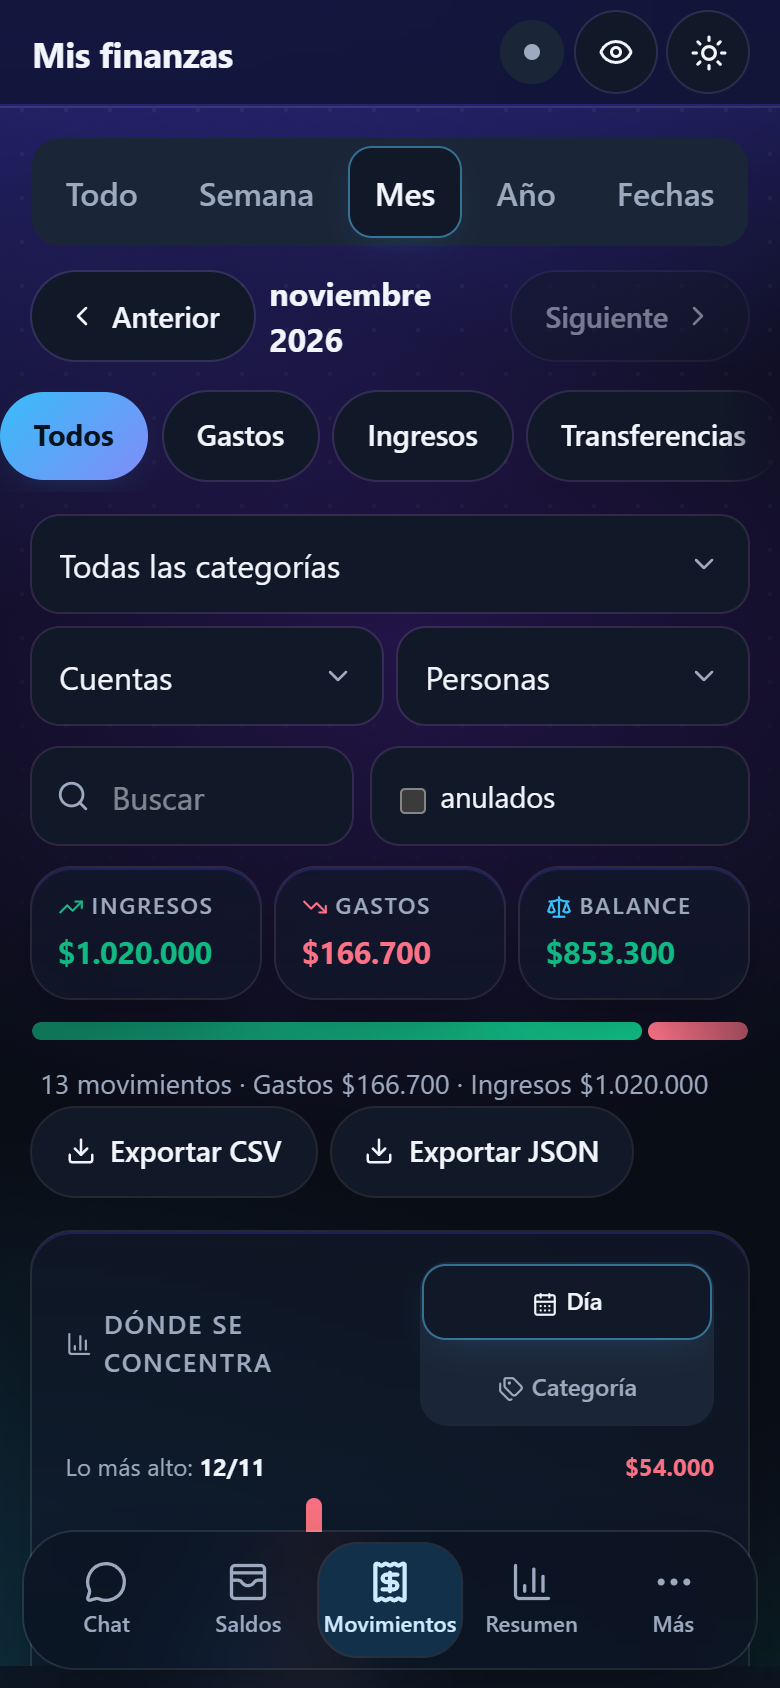 Mis finanzas
Todo Semana Mes Año Fechas
Anterior noviembre 2026 Siguiente
Todos Gastos Ingresos Transferencias
Todas las categorías
Cuentas Personas
Buscar anulados
INGRESOS GASTOS BALANCE
$1.020.000 $166.700 $853.300
13 movimientos · Gastos $166.700 · Ingresos $1.020.000
Exportar CSV Exportar JSON
DÓNDE SE CONCENTRA
Día
Categoría
Lo más alto: 12/11 $54.000
Chat Saldos Movimientos Resumen Más